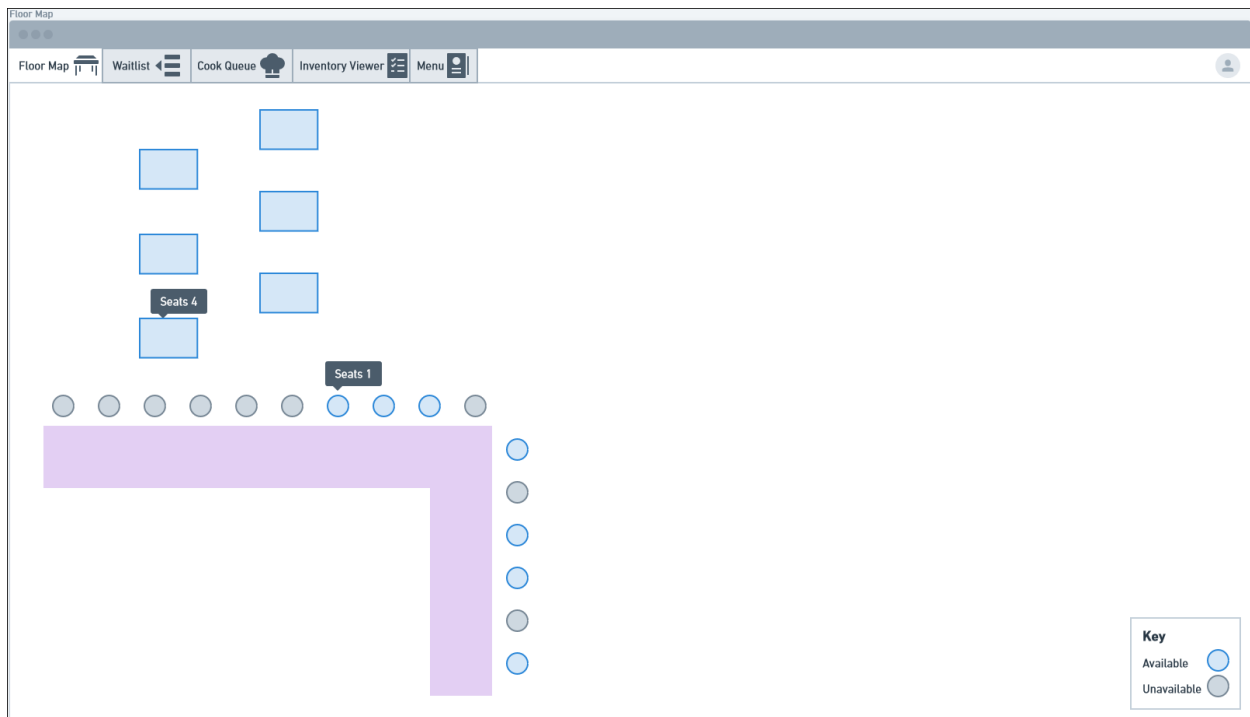 Floor Map
Floor Map Waitlist Cook Queue Inventory Viewer Menu
Seats 4
Seats 1
Key
Available
Unavailable